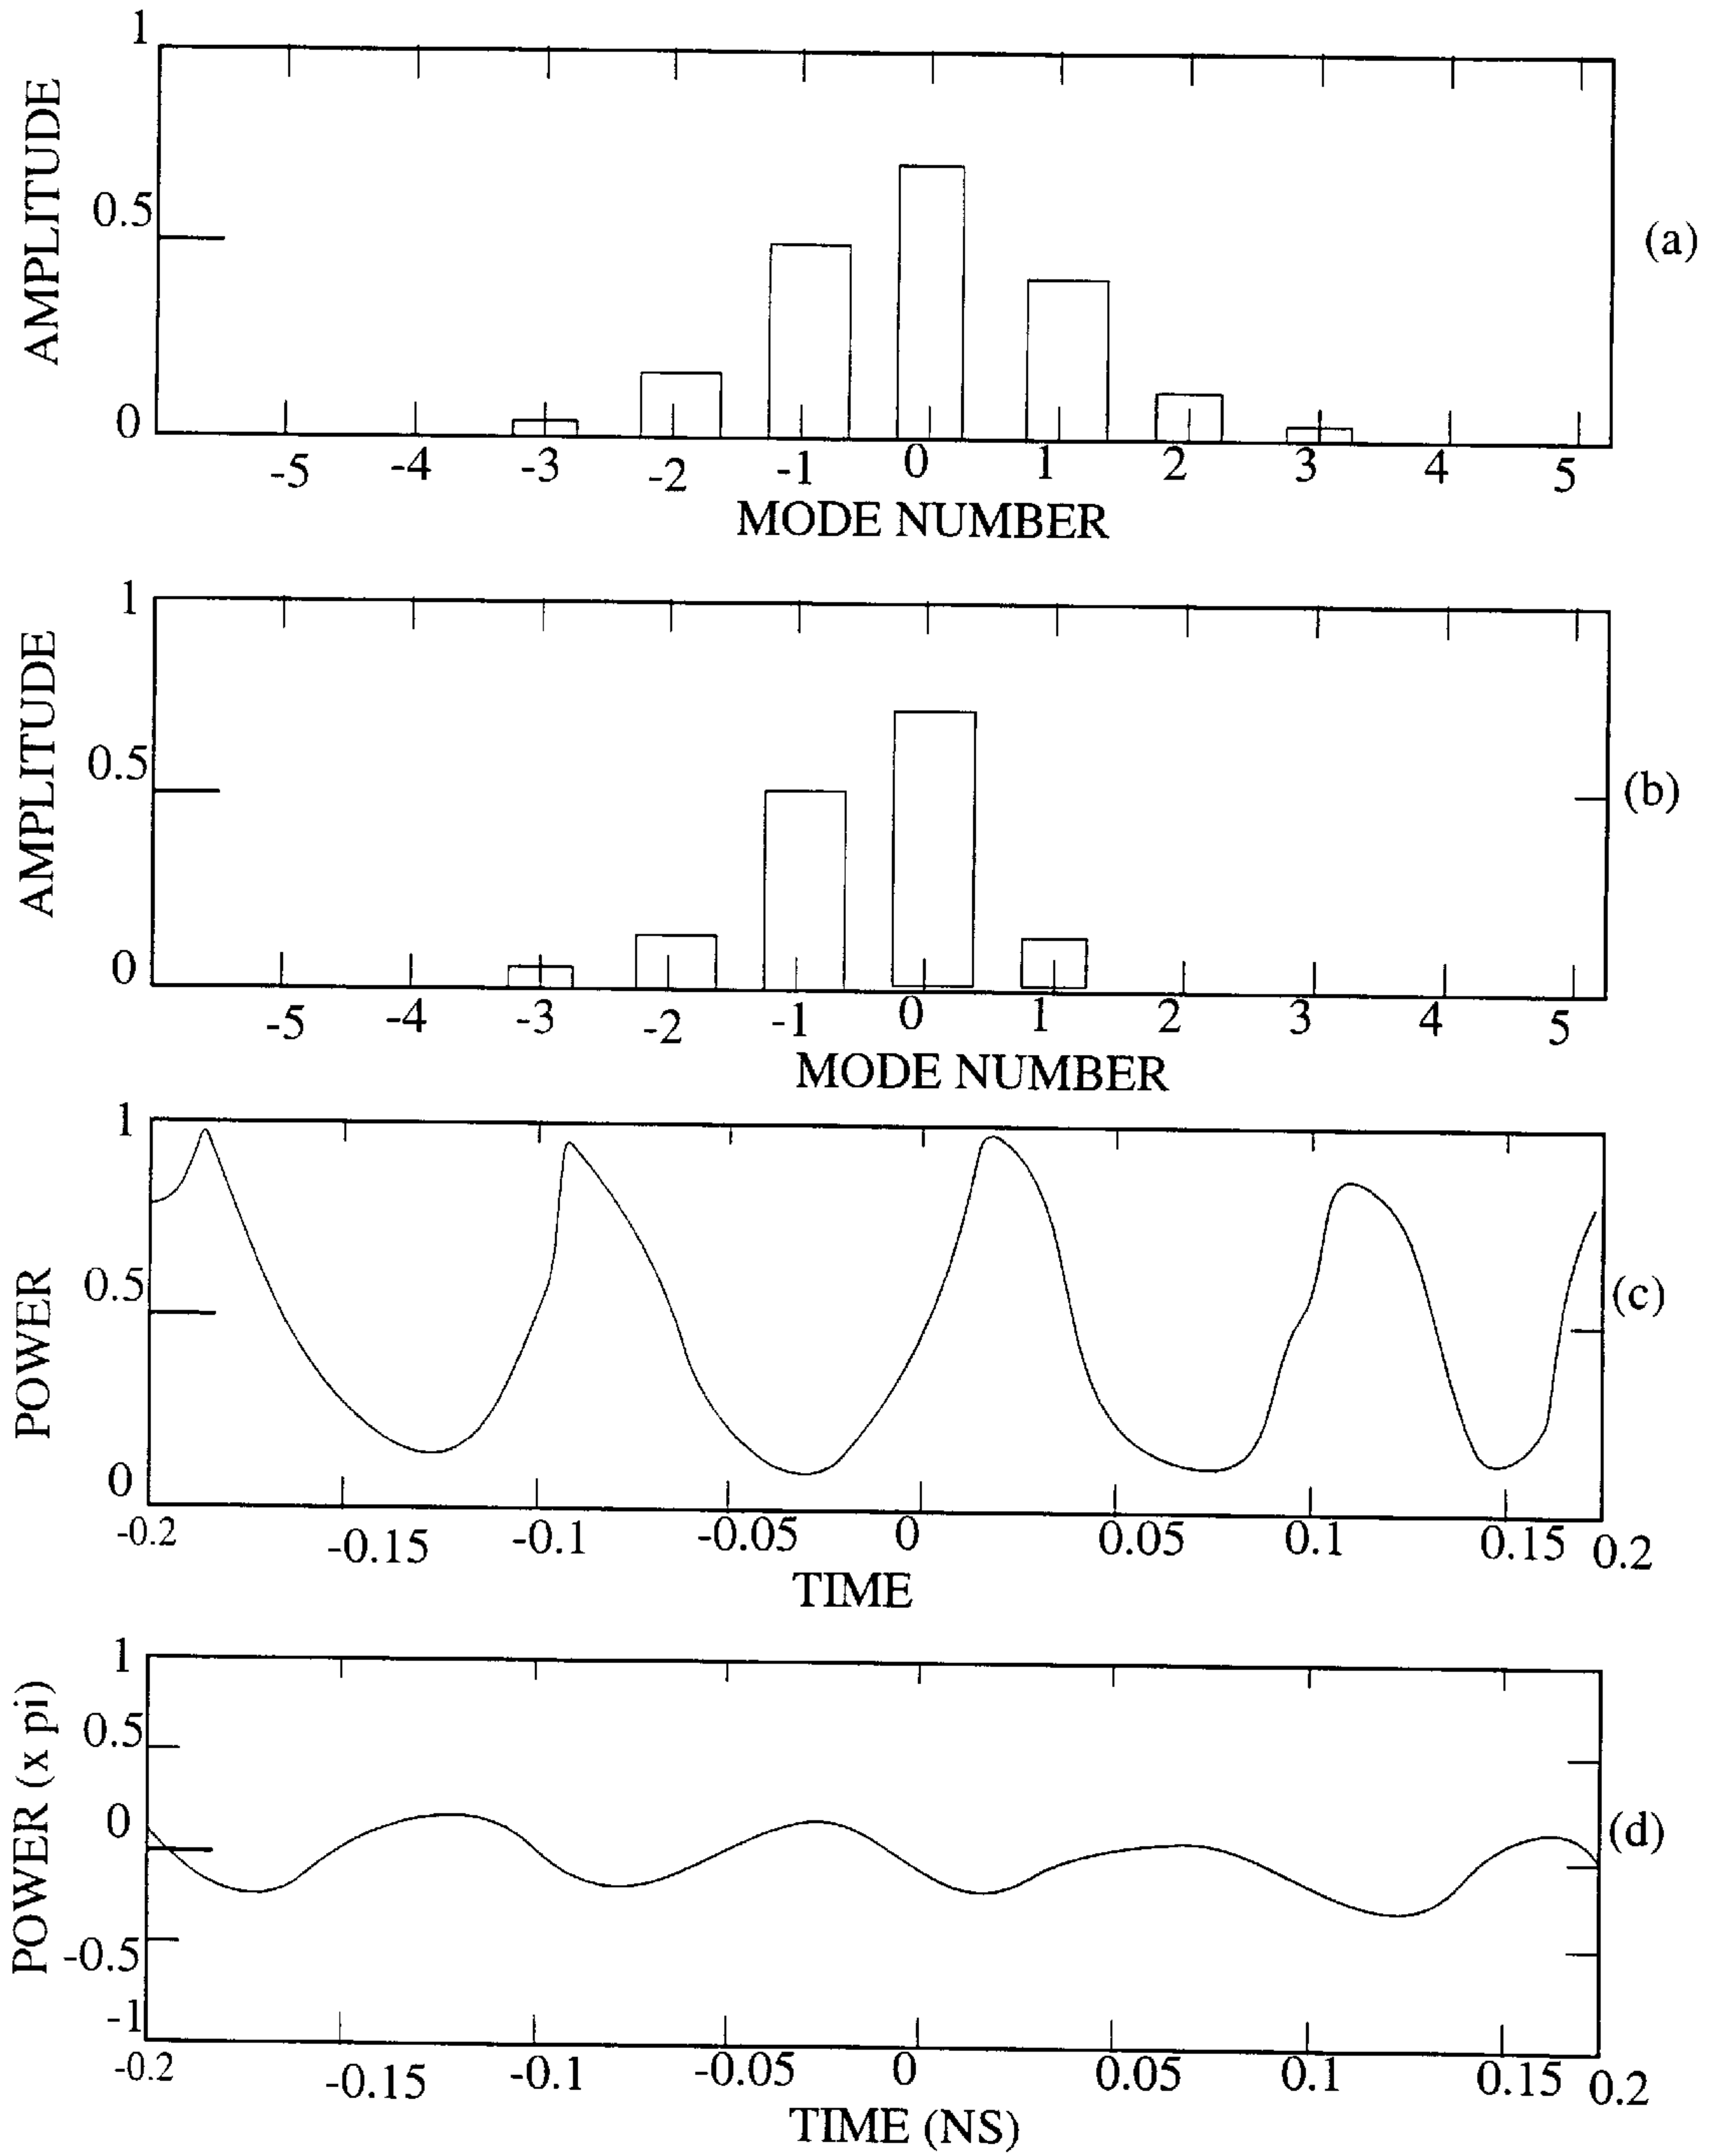 1
AMPLITUDE
0.5
(a)
0
-5 -4 -3 -2 -1 0 1 2 3 4 5
MODE NUMBER
1
AMPLITUDE
0.5
(b)
0
-5 -4 -3 -2 -1 0 1 2 3 4 5
MODE NUMBER
1
POWER
0.5
(c)
0
-0.2 -0.15 -0.1 -0.05 0 0.05 0.1 0.15 0.2
TIME
1
POWER (x pi)
0.5
0
(d)
-0.5
-1
-0.2 -0.15 -0.1 -0.05 0 0.05 0.1 0.15 0.2
TIME (NS)